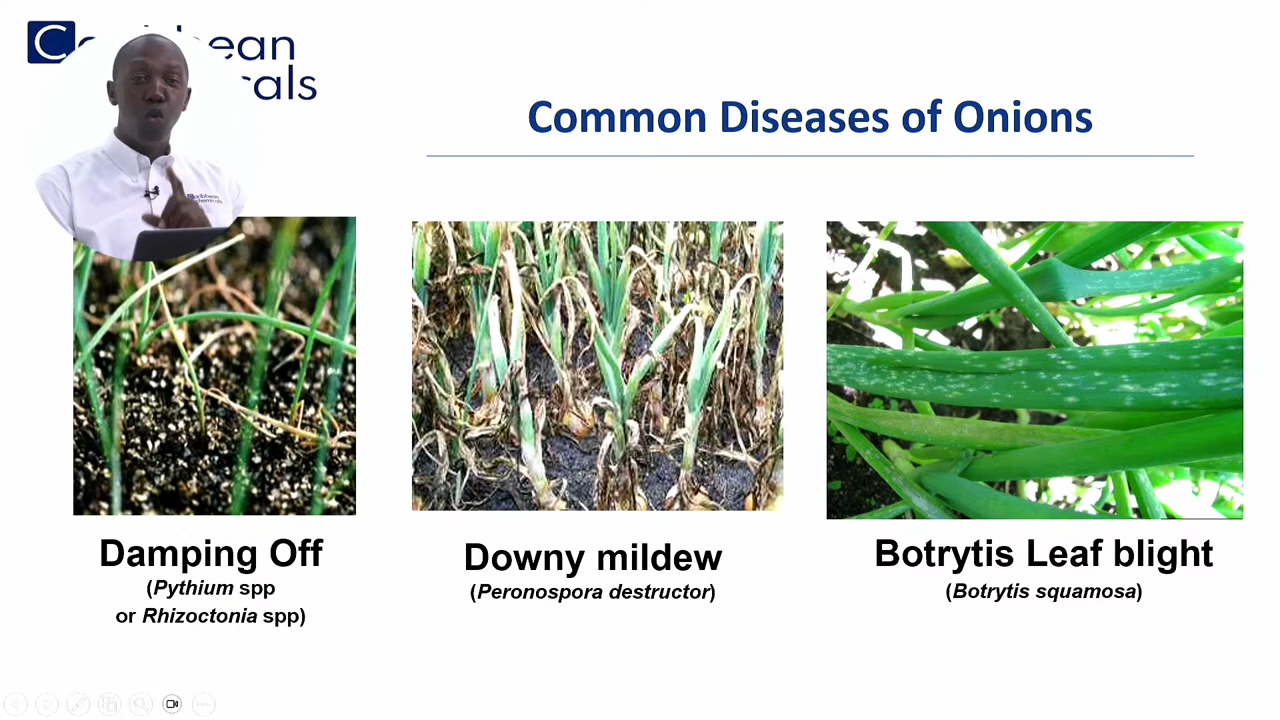 Common Diseases of Onions
Damping Off
(Pythium spp
or Rhizoctonia spp)
Downy mildew
(Peronospora destructor)
Botrytis Leaf blight
(Botrytis squamosa)